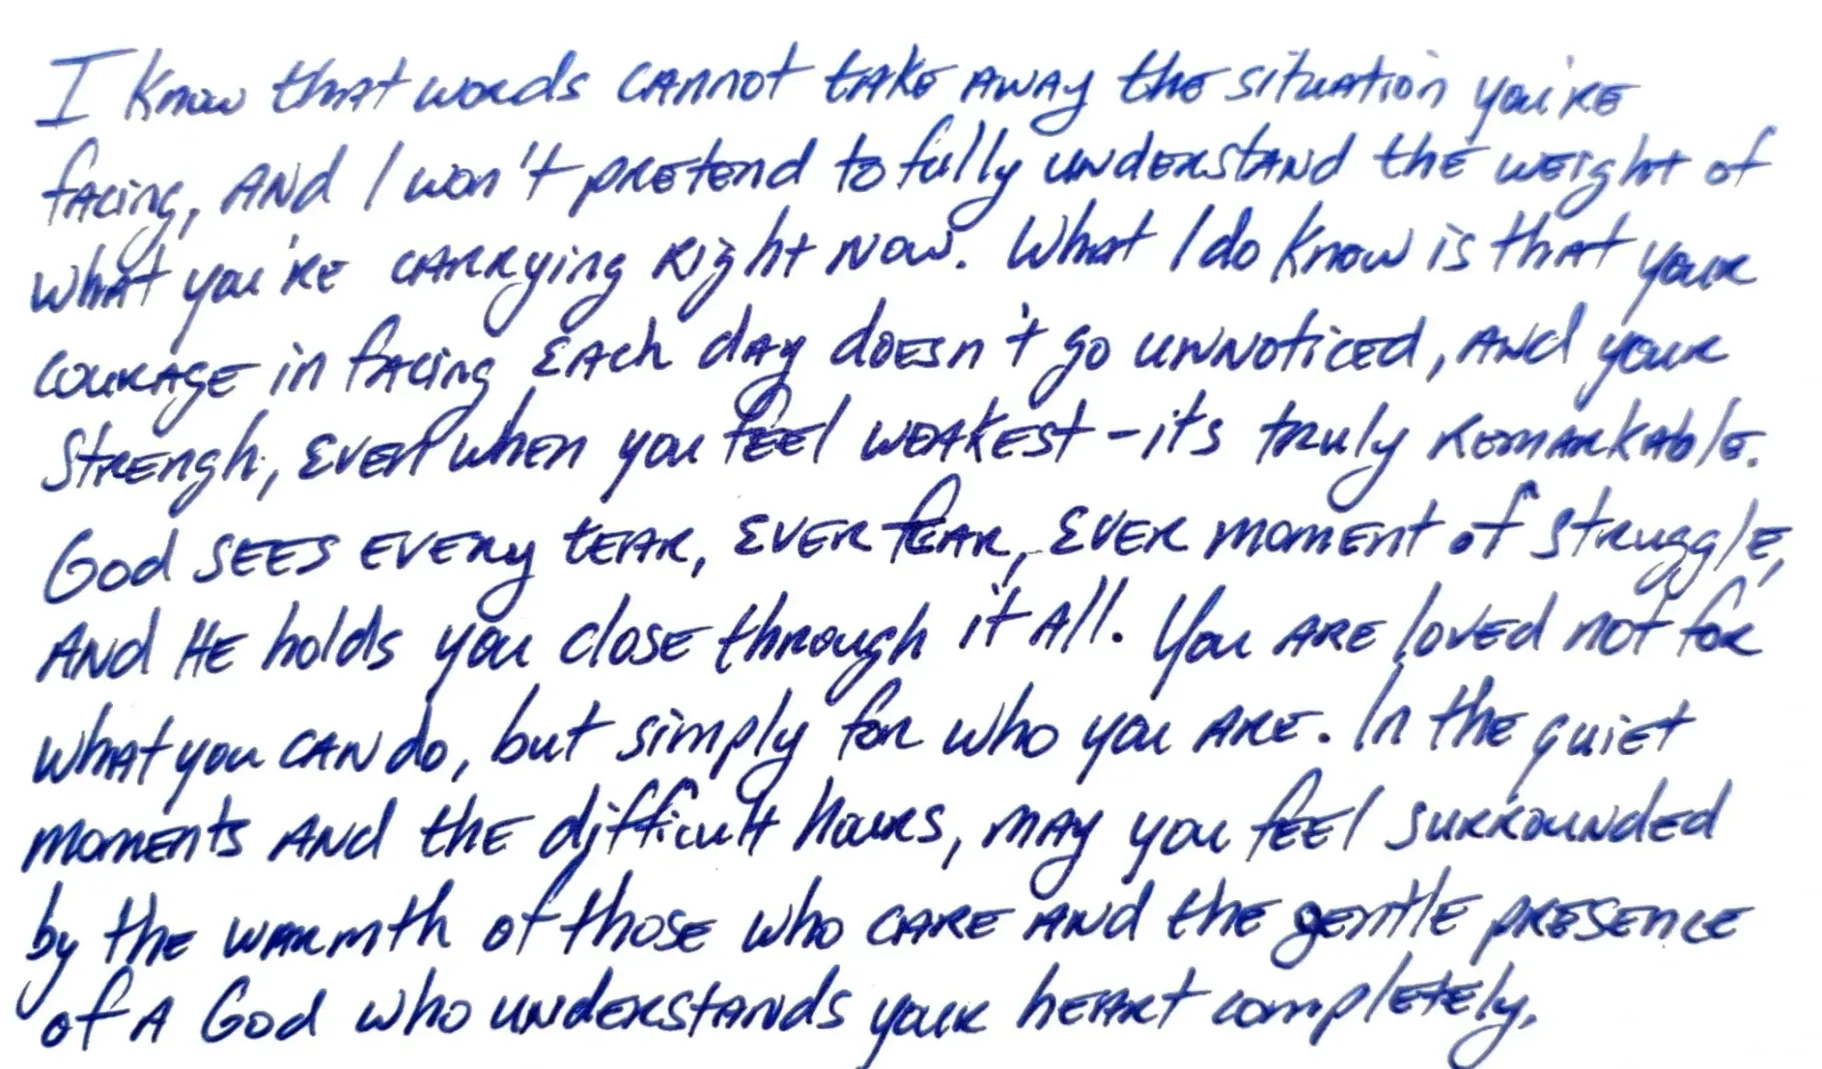 I know that words cannot take away the situation you're
facing, and I won't pretend to fully understand the weight of
what you're carrying right now. What I do know is that your
courage in facing each day doesn't go unnoticed, and your
strengh, even when you feel weakest - its truly remarkable.
God sees every tear, ever fear, ever moment of struggle,
and He holds you close through it all. You are loved not for
what you can do, but simply for who you are. In the quiet
moments and the difficult hours, may you feel surrounded
by the warmth of those who care and the gentle presence
of a God who understands your heart completely.